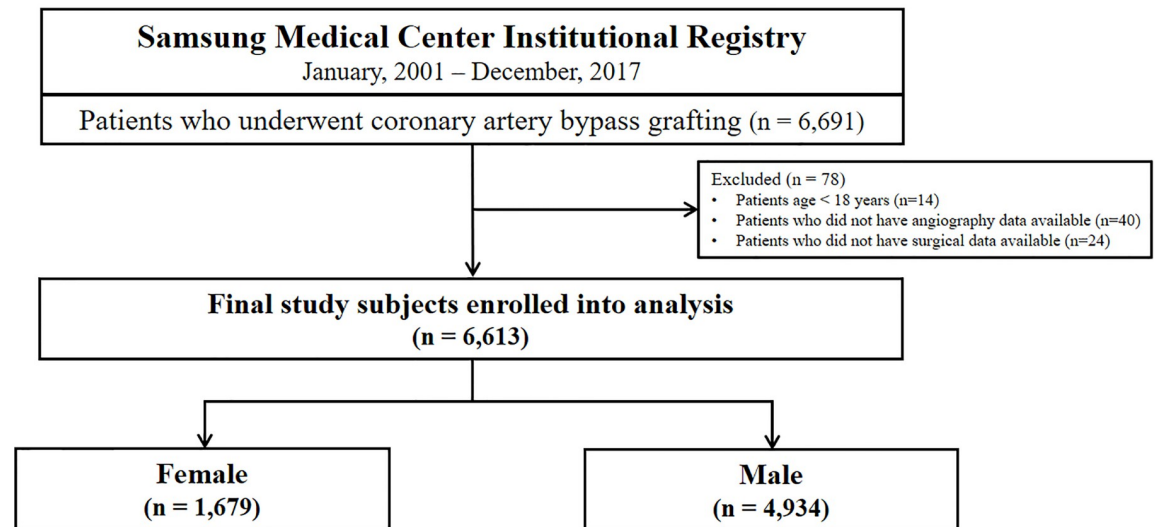 Samsung Medical Center Institutional Registry
January, 2001 – December, 2017
Patients who underwent coronary artery bypass grafting (n = 6,691)
Excluded (n = 78)
• Patients age < 18 years (n=14)
• Patients who did not have angiography data available (n=40)
• Patients who did not have surgical data available (n=24)
Final study subjects enrolled into analysis
(n = 6,613)
Female
(n = 1,679)
Male
(n = 4,934)